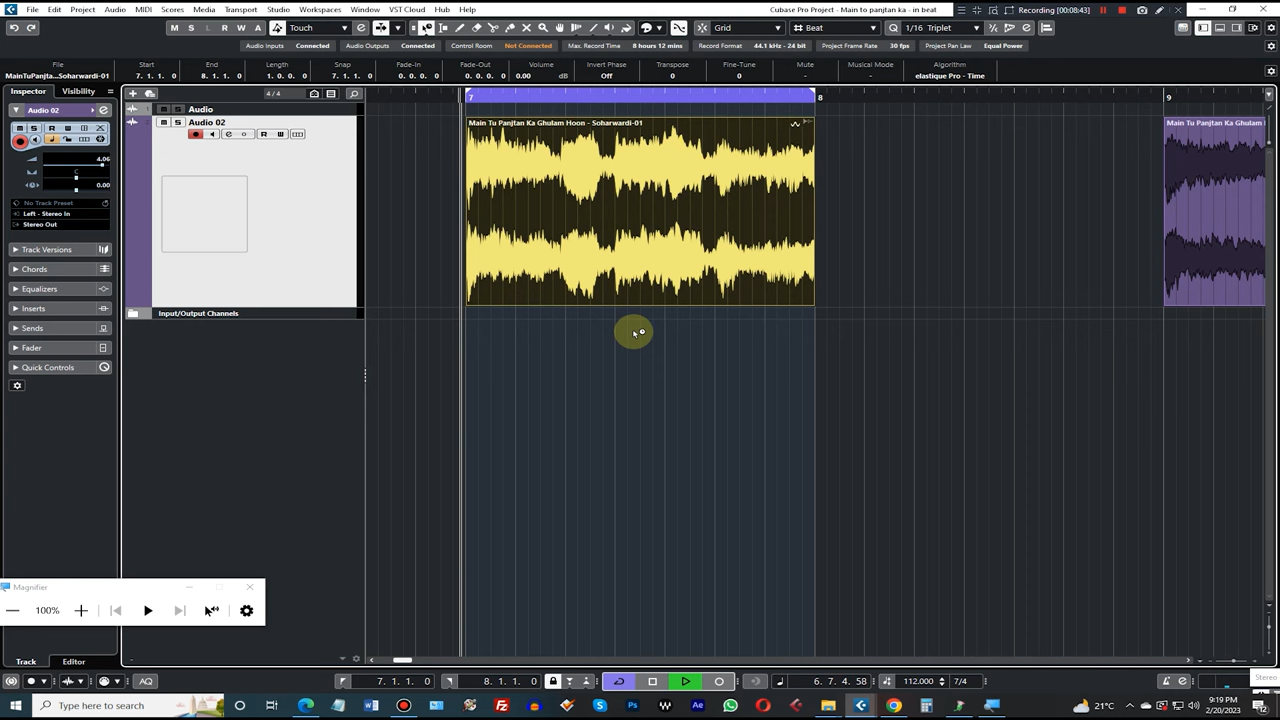 File Edit Project Audio MIDI Scores Media Transport Studio Workspaces Window VST Cloud Hub Help
Cubase Pro Project - Main to panjtan ka - in beat
Recording [00:08:43]
M S L R W A Touch Grid Beat 1/16 Triplet
Audio Inputs Connected Audio Outputs Connected Control Room Not Connected Max. Record Time 8 hours 12 mins Record Format 44.1 kHz - 24 bit Project Frame Rate 30 fps Project Pan Law Equal Power
File Start End Length Snap Fade-In Fade-Out Volume Invert Phase Transpose Fine-Tune Mute Musical Mode Algorithm
MainTuPanjta...Soharwardi-01 7. 1. 1. 0 8. 1. 1. 0 1. 0. 0. 0 7. 1. 1. 0 0. 0. 0. 0 0. 0. 0. 0 0.00 dB Off 0 0 elastique Pro - Time
Inspector Visibility 4 / 4
7 8 9
Audio 02
M S Audio
M S Audio 02
R W
Main Tu Panjtan Ka Ghulam Hoon - Soharwardi-01
Main Tu Panjtan Ka Ghulam
M S R W
4.06
C
0.00
No Track Preset
Left - Stereo In
Stereo Out
Track Versions
Chords
Equalizers
Inserts
Sends
Fader
Quick Controls
Input/Output Channels
Magnifier
100%
Track Editor
AQ 7. 1. 1. 0 8. 1. 1. 0 6. 7. 4. 58 112.000 7/4
Stereo
Type here to search
21°C
9:19 PM
2/20/2023